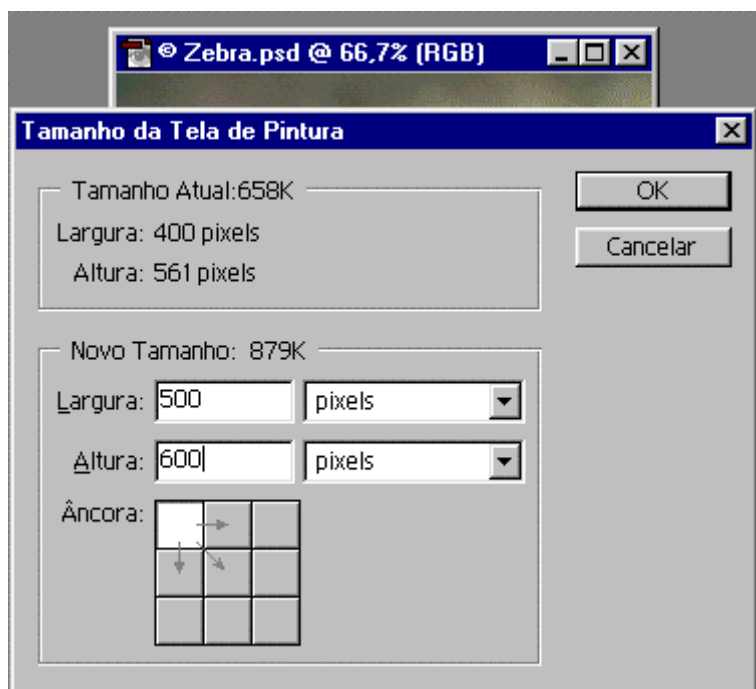 © Zebra.psd @ 66,7% (RGB)
Tamanho da Tela de Pintura
Tamanho Atual:658K
OK
Largura: 400 pixels
Cancelar
Altura: 561 pixels
Novo Tamanho: 879K
Largura: 500 pixels
Altura: 600 pixels
Âncora: